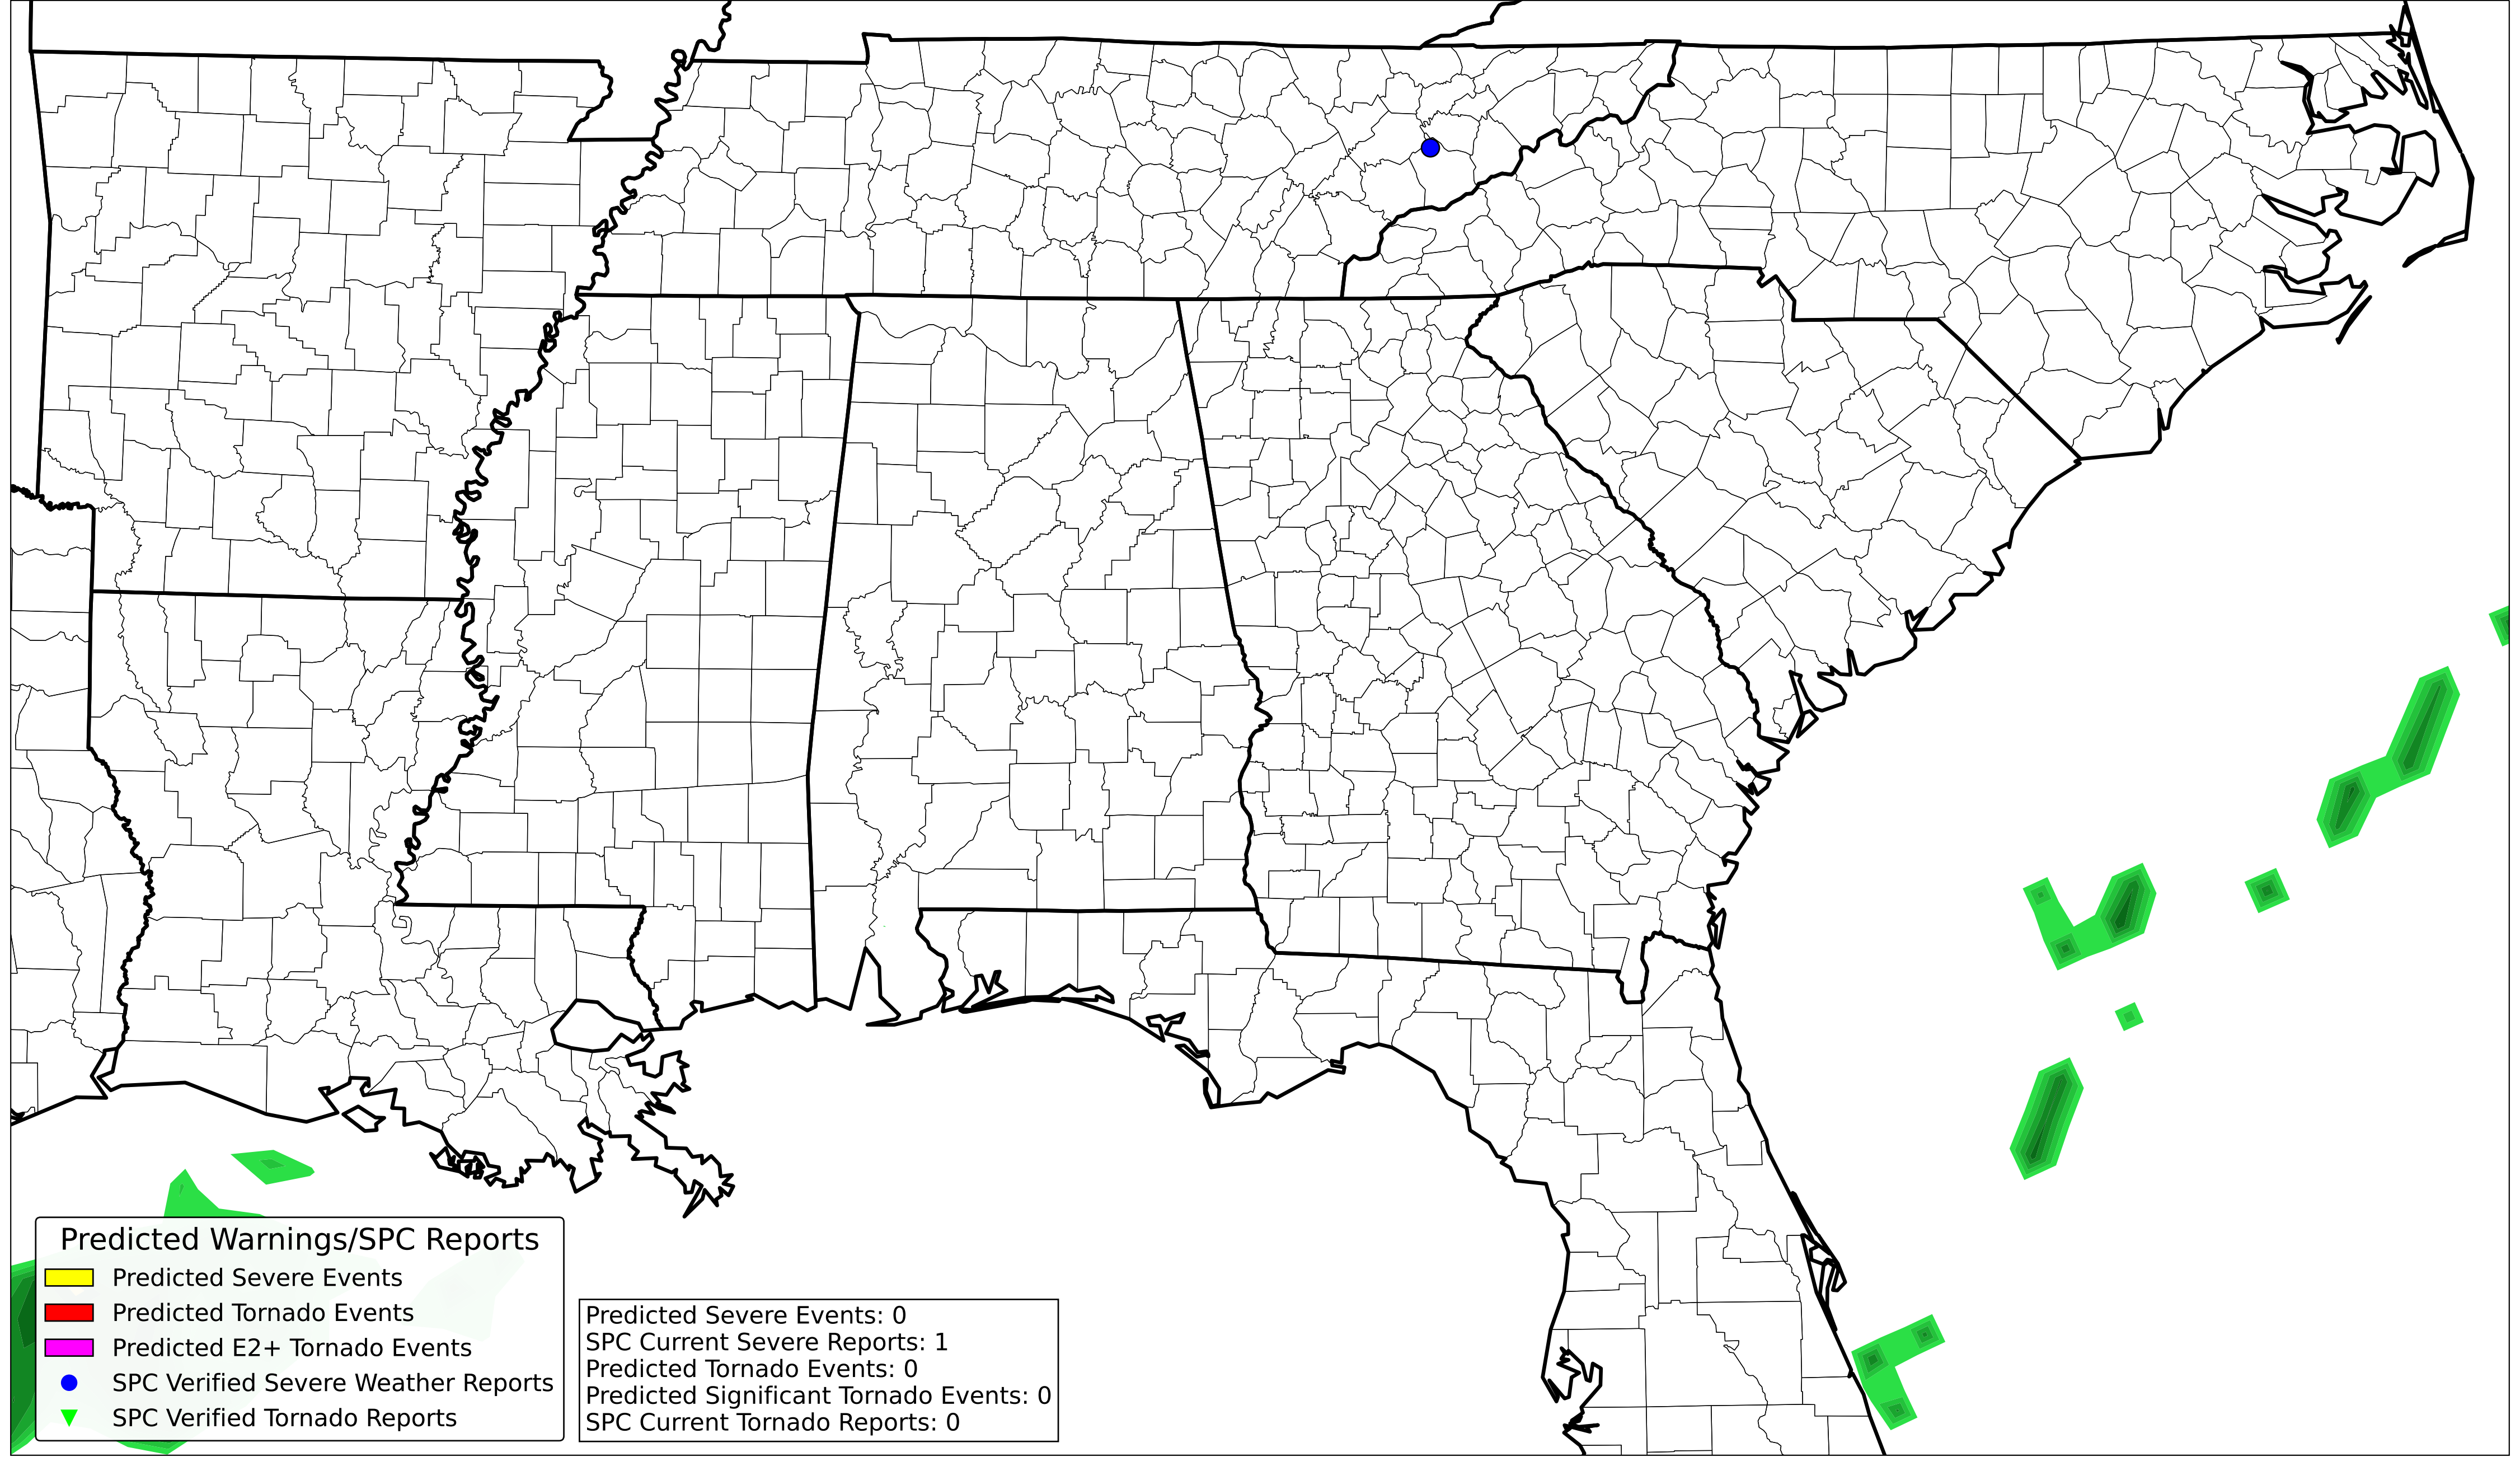 Predicted Warnings/SPC Reports
Predicted Severe Events
Predicted Tornado Events
Predicted E2+ Tornado Events
SPC Verified Severe Weather Reports
SPC Verified Tornado Reports
Predicted Severe Events: 0
SPC Current Severe Reports: 1
Predicted Tornado Events: 0
Predicted Significant Tornado Events: 0
SPC Current Tornado Reports: 0